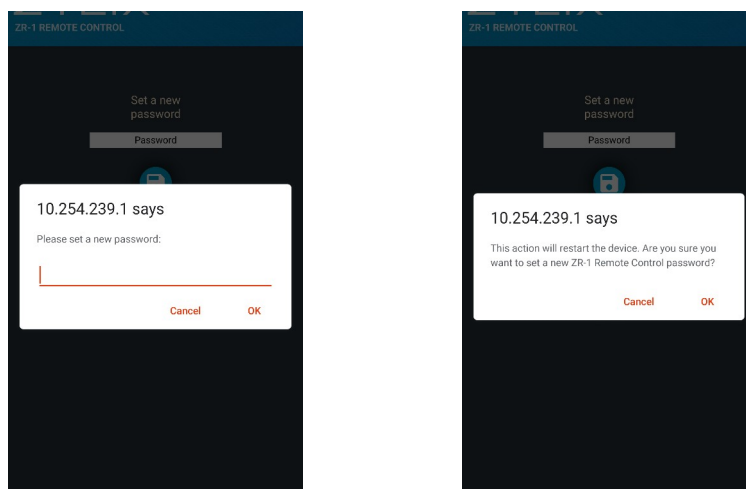 ZR-1 REMOTE CONTROL
Set a new
password
Password
10.254.239.1 says
Please set a new password:
Cancel OK
ZR-1 REMOTE CONTROL
Set a new
password
Password
10.254.239.1 says
This action will restart the device. Are you sure you
want to set a new ZR-1 Remote Control password?
Cancel OK